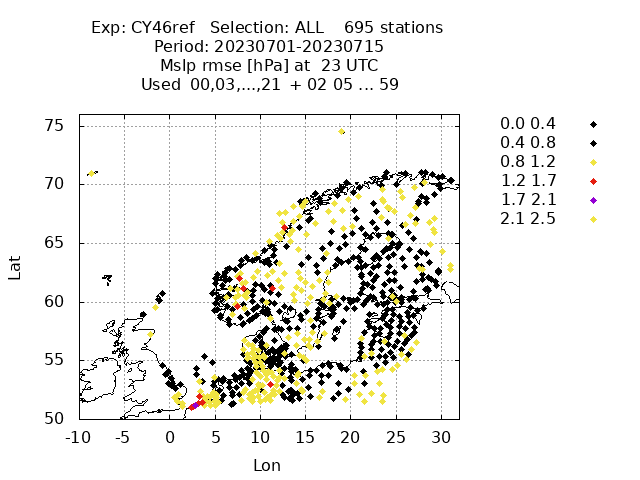 Exp: CY46ref   Selection: ALL    695 stations
Period: 20230701-20230715
Mslp rmse [hPa] at  23 UTC
Used  00,03,...,21  + 02 05 ... 59
75
70
65
60
55
50
Lat
-10 -5 0 5 10 15 20 25 30
Lon
0.0 0.4
0.4 0.8
0.8 1.2
1.2 1.7
1.7 2.1
2.1 2.5